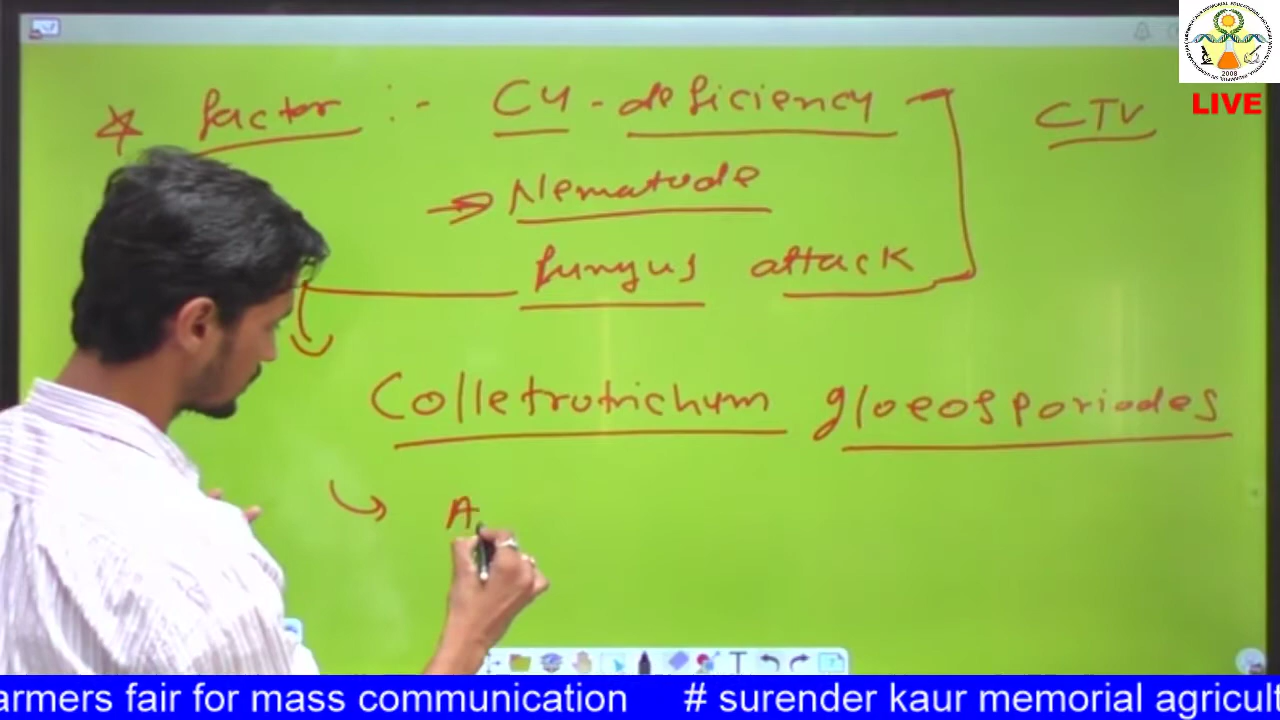 LIVE
factor :- Cu - deficiency
CTV
→ Nematode
fungus attack
Colletrotrichum gloeosporiodes
A
armers fair for mass communication # surender kaur memorial agricult
2008